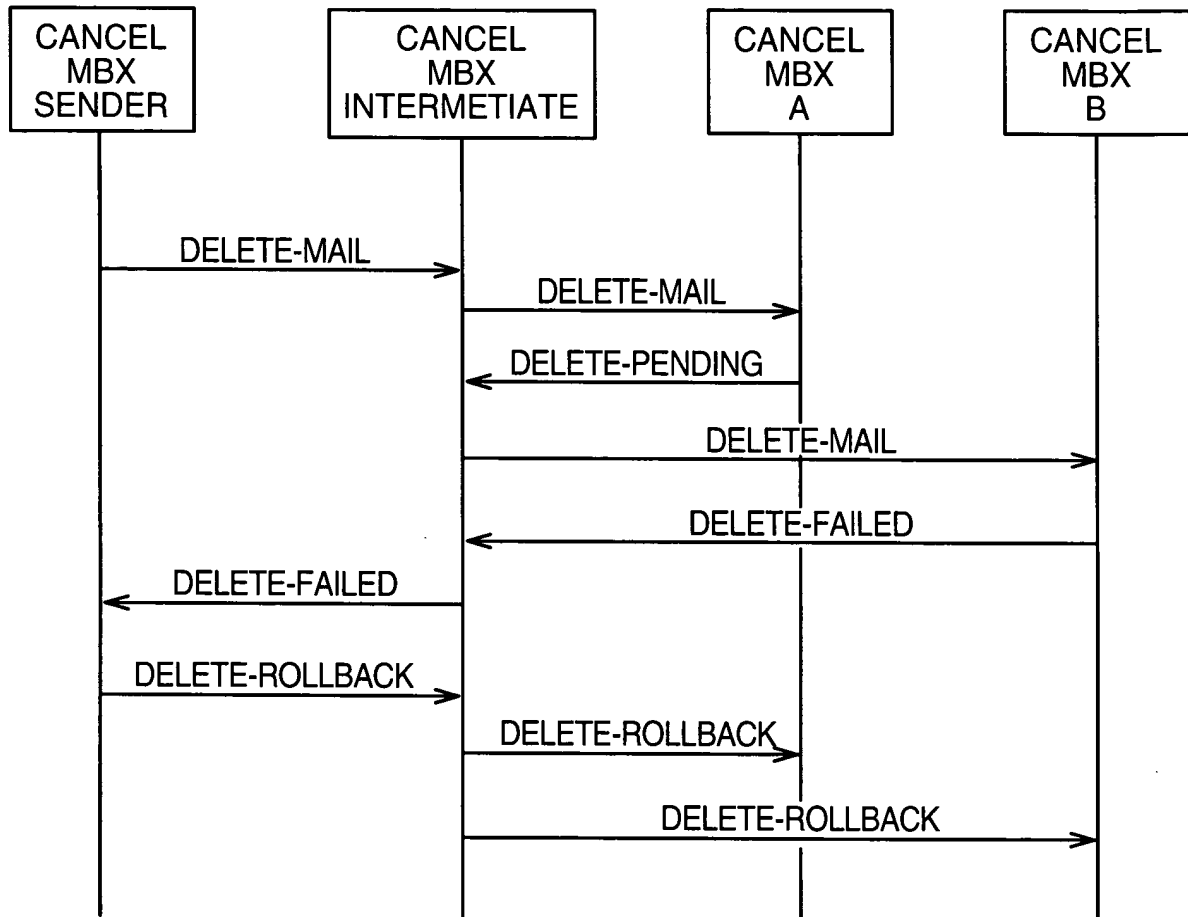 CANCEL
MBX
SENDER
CANCEL
MBX
INTERMETIATE
CANCEL
MBX
A
CANCEL
MBX
B
DELETE-MAIL
DELETE-MAIL
DELETE-PENDING
DELETE-MAIL
DELETE-FAILED
DELETE-FAILED
DELETE-ROLLBACK
DELETE-ROLLBACK
DELETE-ROLLBACK